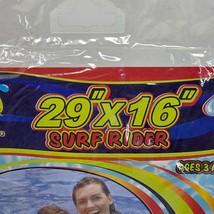 29"X16"
SURF RIDER
AGES 3